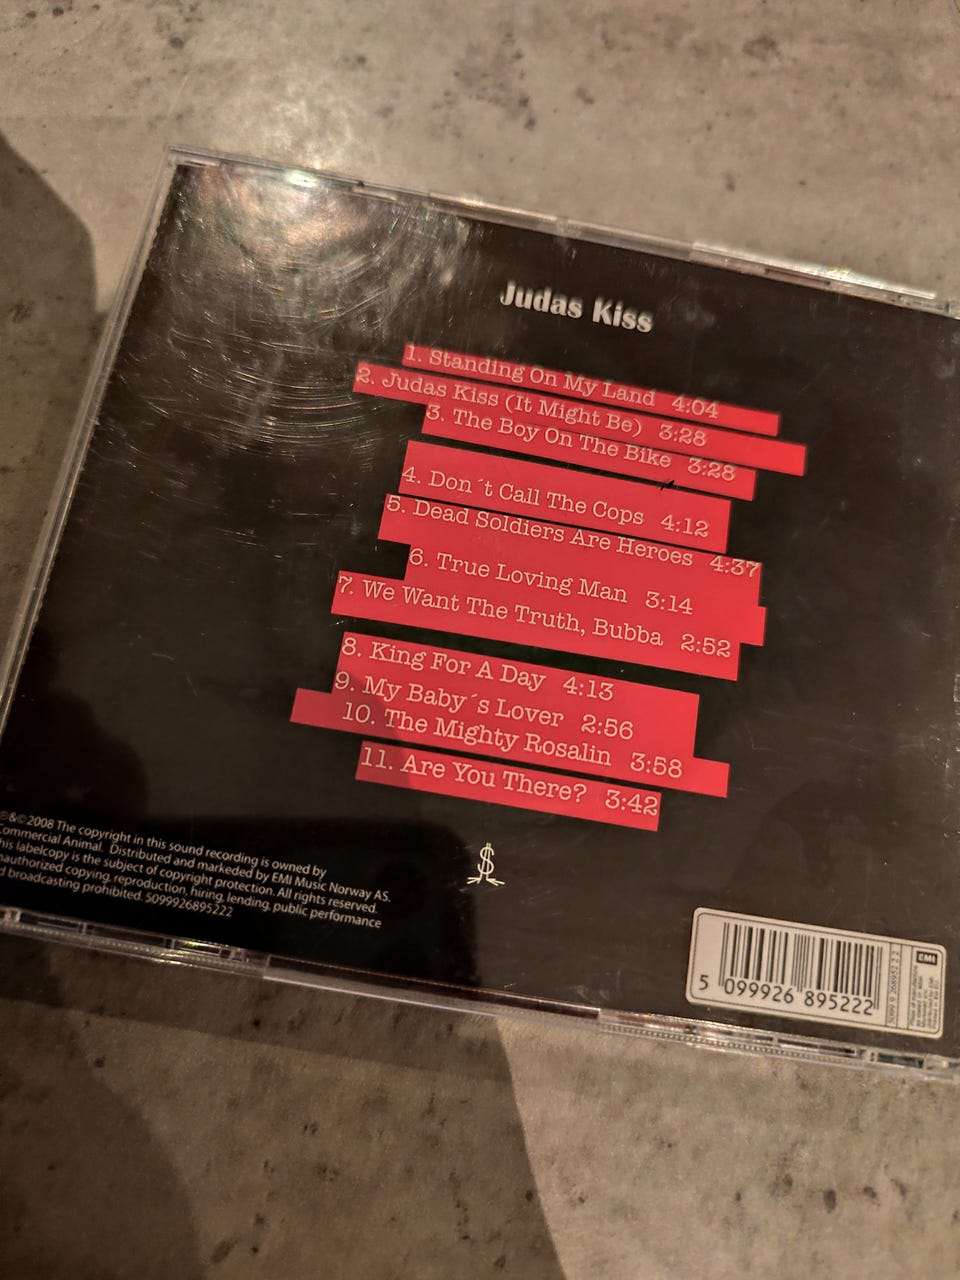 Judas Kiss
1. Standing On My Land 4:04
2. Judas Kiss (It Might Be) 3:28
3. The Boy On The Bike 3:28
4. Don´t Call The Cops 4:12
5. Dead Soldiers Are Heroes 4:37
6. True Loving Man 3:14
7. We Want The Truth, Bubba 2:52
8. King For A Day 4:13
9. My Baby´s Lover 2:56
10. The Mighty Rosalin 3:58
11. Are You There? 3:42
℗&© 2008 The copyright in this sound recording is owned by
Commercial Animal. Distributed and markeded by EMI Music Norway AS.
his labelcopy is the subject of copyright protection. All rights reserved.
nauthorized copying, reproduction, hiring, lending, public performance
d broadcasting prohibited. 5099926895222
5 099926 895222
5099 9 268952 2 2
EMI